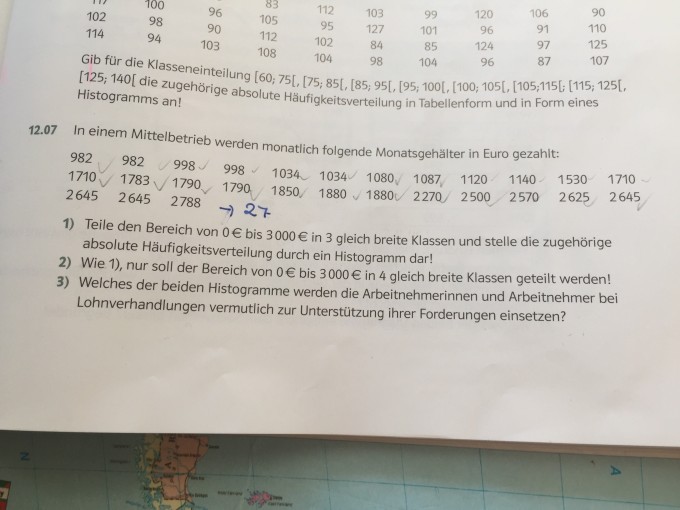 100 96 83 112 103 99 120 106 90
102 98 90 105 95 127 101 96 91 110
114 94 103 112 102 84 85 124 97 125
108 104 98 104 96 87 107
Gib für die Klasseneinteilung [60; 75[, [75; 85[, [85; 95[, [95; 100[, [100; 105[, [105;115[; [115; 125[,
[125; 140[ die zugehörige absolute Häufigkeitsverteilung in Tabellenform und in Form eines
Histogramms an!
12.07 In einem Mittelbetrieb werden monatlich folgende Monatsgehälter in Euro gezahlt:
982 982 998 998 1034 1034 1080 1087 1120 1140 1530 1710
1710 1783 1790 1790 1850 1880 1880 2270 2500 2570 2625 2645
2645 2645 2788 → 27
1) Teile den Bereich von 0 € bis 3000 € in 3 gleich breite Klassen und stelle die zugehörige
absolute Häufigkeitsverteilung durch ein Histogramm dar!
2) Wie 1), nur soll der Bereich von 0 € bis 3000 € in 4 gleich breite Klassen geteilt werden!
3) Welches der beiden Histogramme werden die Arbeitnehmerinnen und Arbeitnehmer bei
Lohnverhandlungen vermutlich zur Unterstützung ihrer Forderungen einsetzen?
N
A